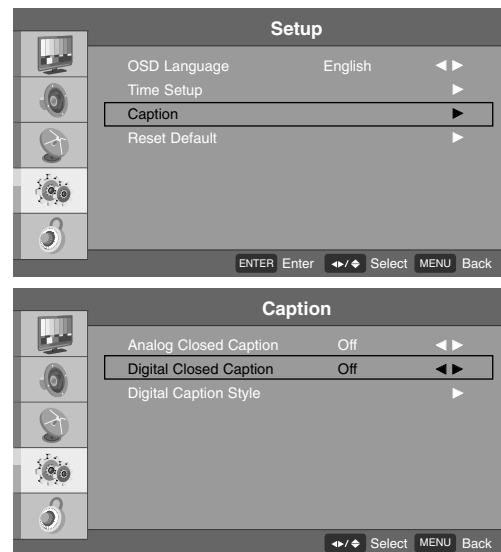 Setup
OSD Language English ◀ ▶
Time Setup ▶
Caption ▶
Reset Default ▶
ENTER Enter ◀▶/◆ Select MENU Back
Caption
Analog Closed Caption Off ◀ ▶
Digital Closed Caption Off ◀ ▶
Digital Caption Style ▶
◀▶/◆ Select MENU Back